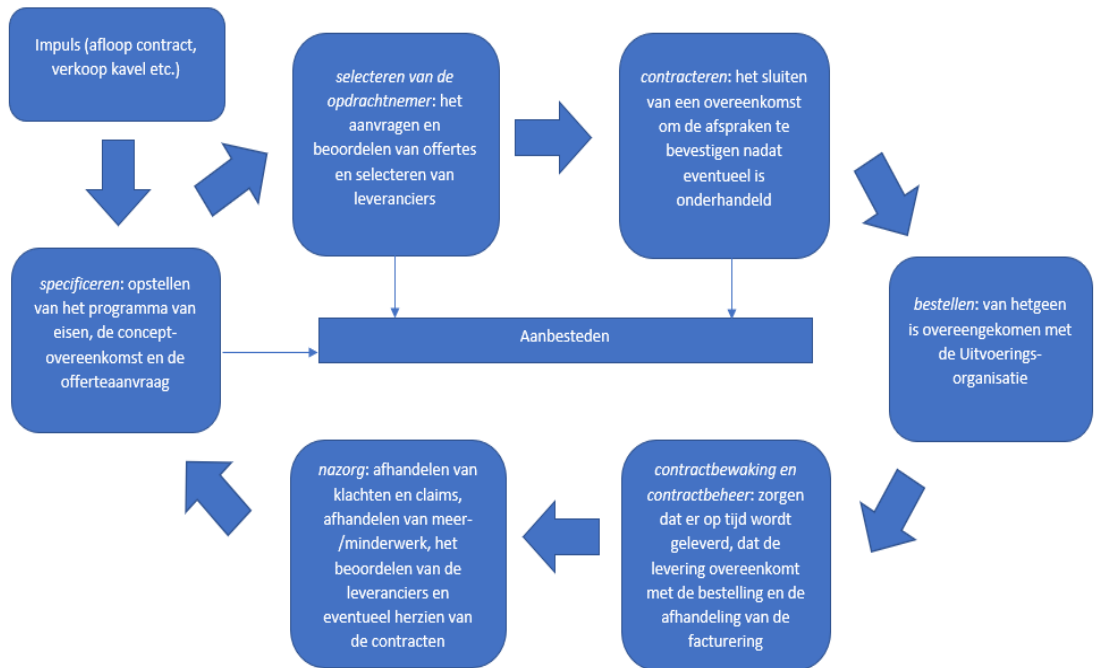 Impuls (afloop contract,
verkoop kavel etc.)
selecteren van de
opdrachtnemer: het
aanvragen en
beoordelen van offertes
en selecteren van
leveranciers
contracteren: het sluiten
van een overeenkomst
om de afspraken te
bevestigen nadat
eventueel is
onderhandeld
specificeren: opstellen
van het programma van
eisen, de concept-
overeenkomst en de
offerteaanvraag
Aanbesteden
bestellen: van hetgeen
is overeengekomen met
de Uitvoerings-
organisatie
nazorg: afhandelen van
klachten en claims,
afhandelen van meer-
/minderwerk, het
beoordelen van de
leveranciers en
eventueel herzien van
de contracten
contractbewaking en
contractbeheer: zorgen
dat er op tijd wordt
geleverd, dat de
levering overeenkomt
met de bestelling en de
afhandeling van de
facturering